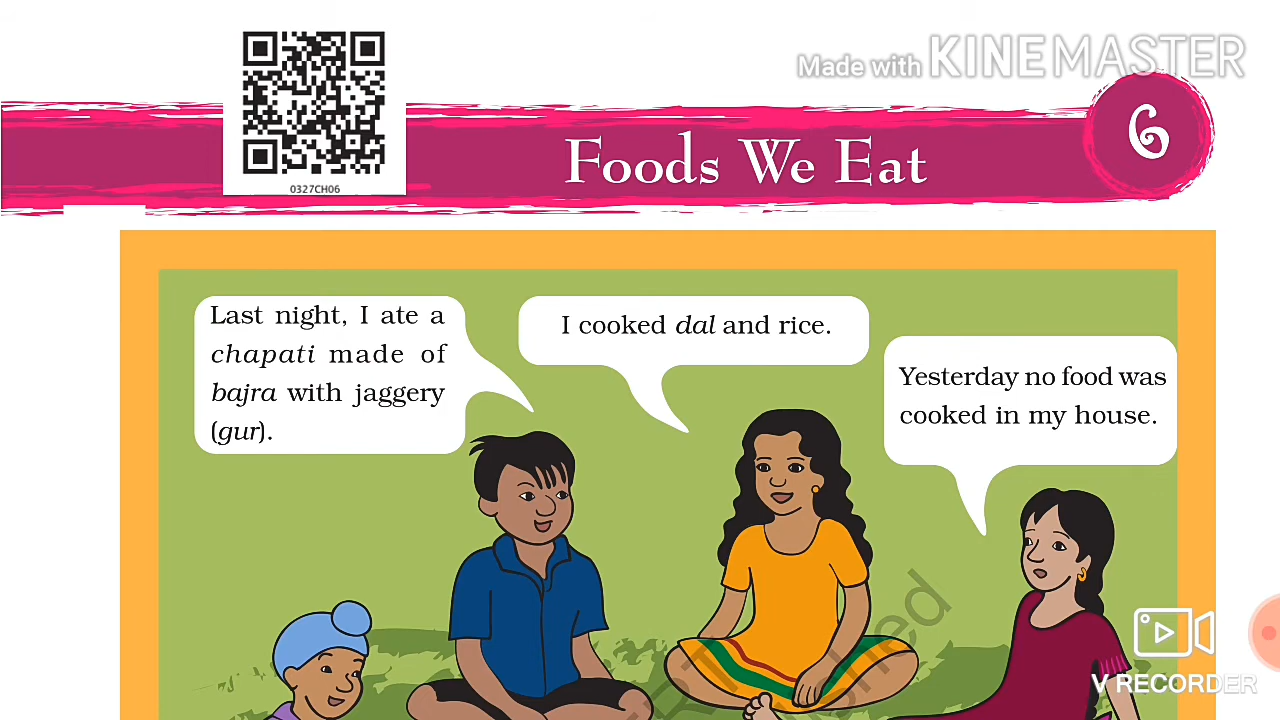 Made with KINEMASTER
0327CH06
Foods We Eat
6
Last night, I ate a
chapati made of
bajra with jaggery
(gur).
I cooked dal and rice.
Yesterday no food was
cooked in my house.
V RECORDER